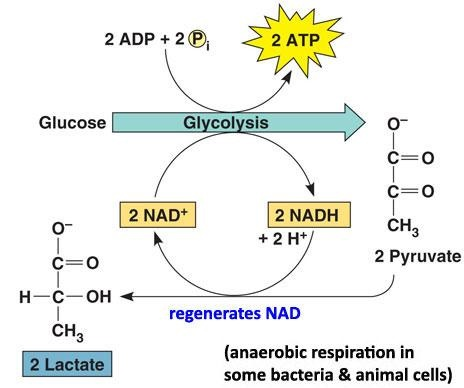 2 ADP + 2 Pi
2 ATP
Glucose
Glycolysis
O–
C=O
C=O
CH3
2 Pyruvate
2 NAD+
2 NADH
+ 2 H+
O–
C=O
H–C–OH
CH3
2 Lactate
regenerates NAD
(anaerobic respiration in
some bacteria & animal cells)